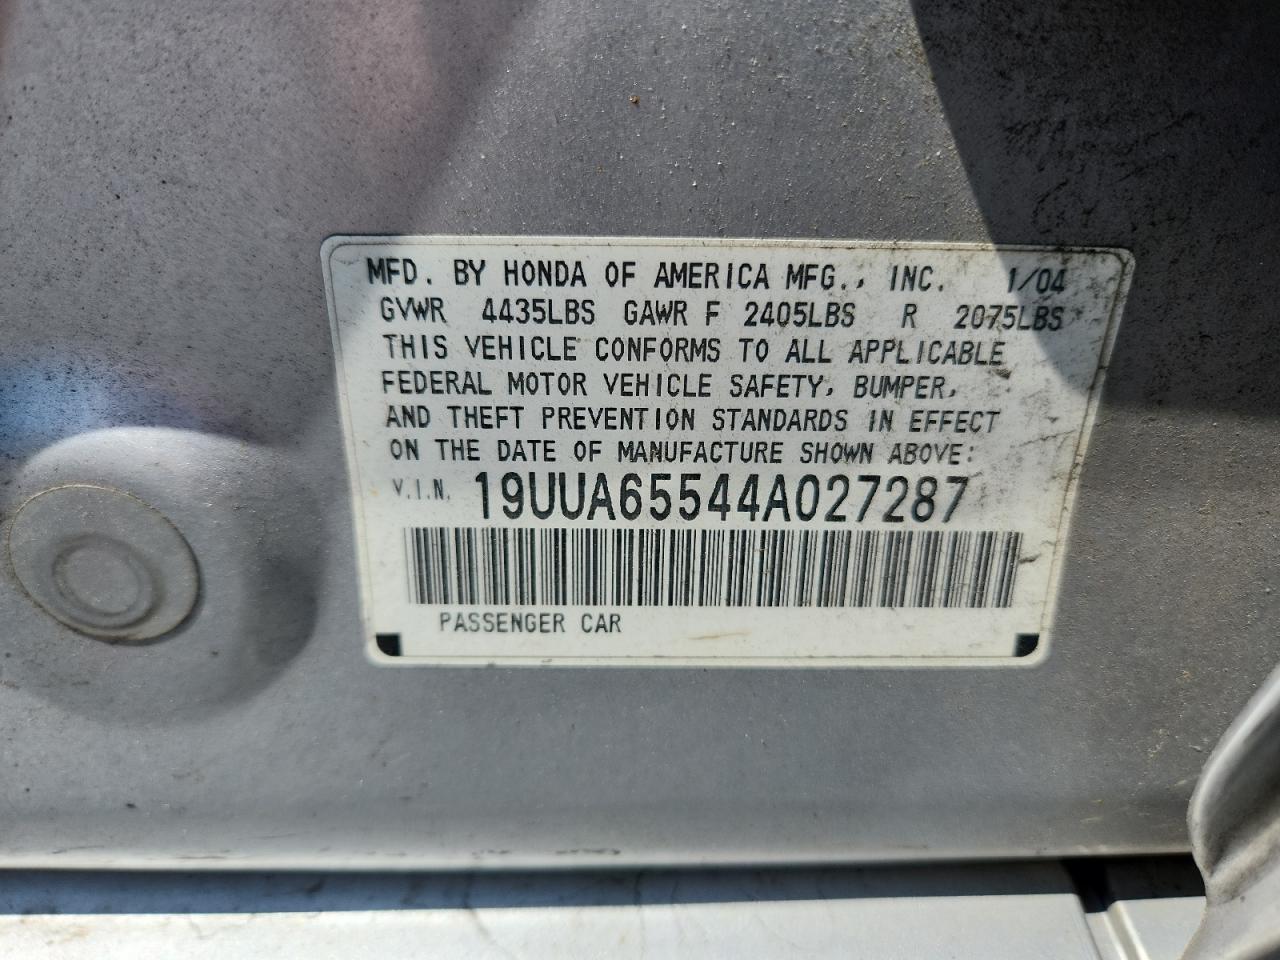 MFD. BY HONDA OF AMERICA MFG., INC. 1/04
GVWR 4435LBS GAWR F 2405LBS R 2075LBS
THIS VEHICLE CONFORMS TO ALL APPLICABLE
FEDERAL MOTOR VEHICLE SAFETY, BUMPER,
AND THEFT PREVENTION STANDARDS IN EFFECT
ON THE DATE OF MANUFACTURE SHOWN ABOVE:
V.I.N. 19UUA65544A027287
PASSENGER CAR